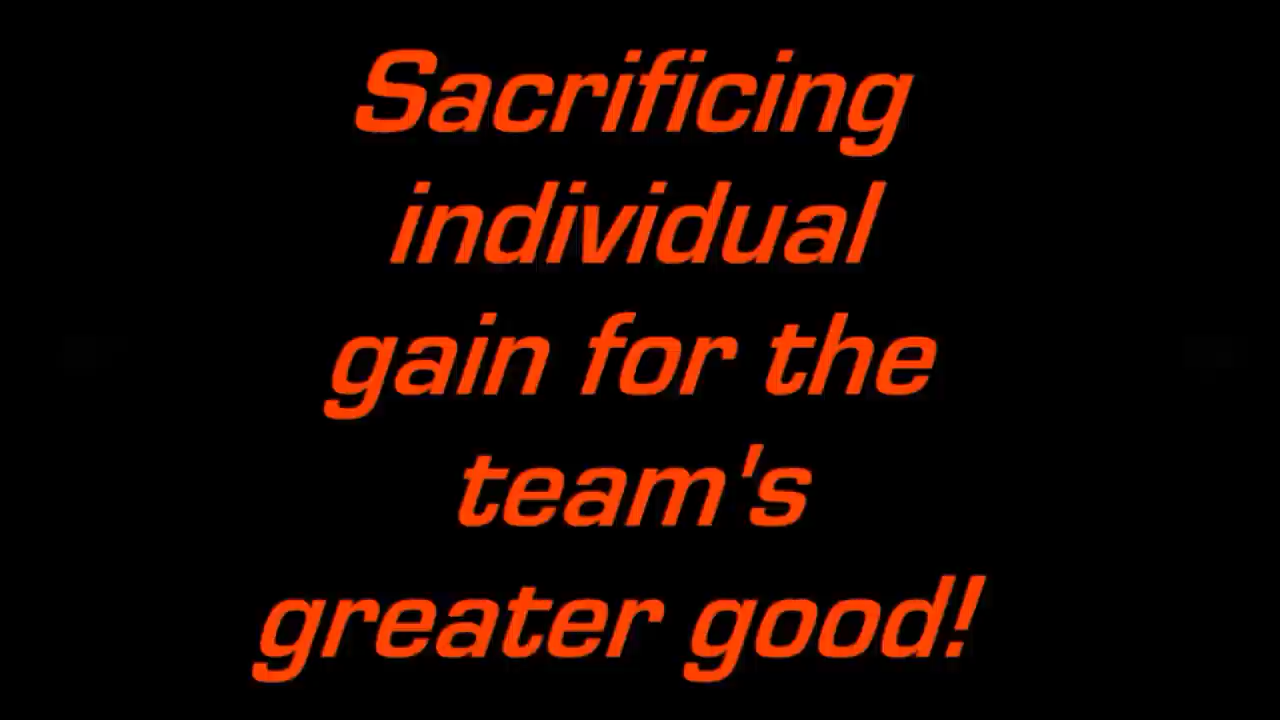 Sacrificing
individual
gain for the
team's
greater good!